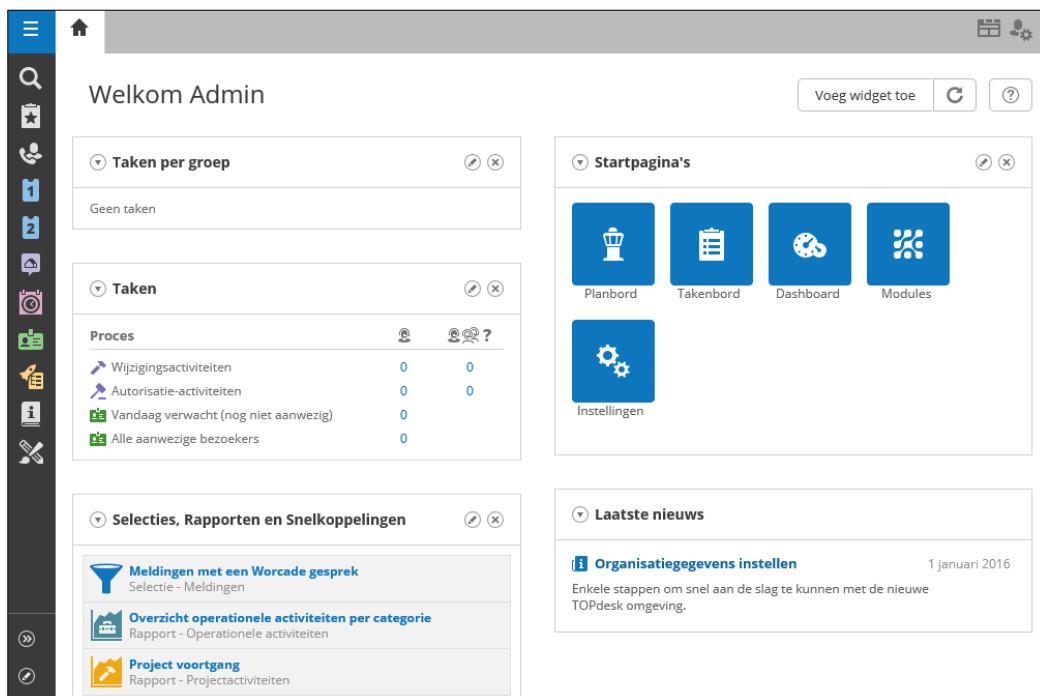 Welkom Admin
Voeg widget toe
?
Taken per groep
Geen taken
Taken
Proces
?
Wijzigingsactiviteiten 0 0
Autorisatie-activiteiten 0 0
Vandaag verwacht (nog niet aanwezig) 0
Alle aanwezige bezoekers 0
Selecties, Rapporten en Snelkoppelingen
Meldingen met een Worcade gesprek
Selectie - Meldingen
Overzicht operationele activiteiten per categorie
Rapport - Operationele activiteiten
Project voortgang
Rapport - Projectactiviteiten
Startpagina's
Planbord Takenbord Dashboard Modules
Instellingen
Laatste nieuws
Organisatiegegevens instellen 1 januari 2016
Enkele stappen om snel aan de slag te kunnen met de nieuwe
TOPdesk omgeving.
1
2